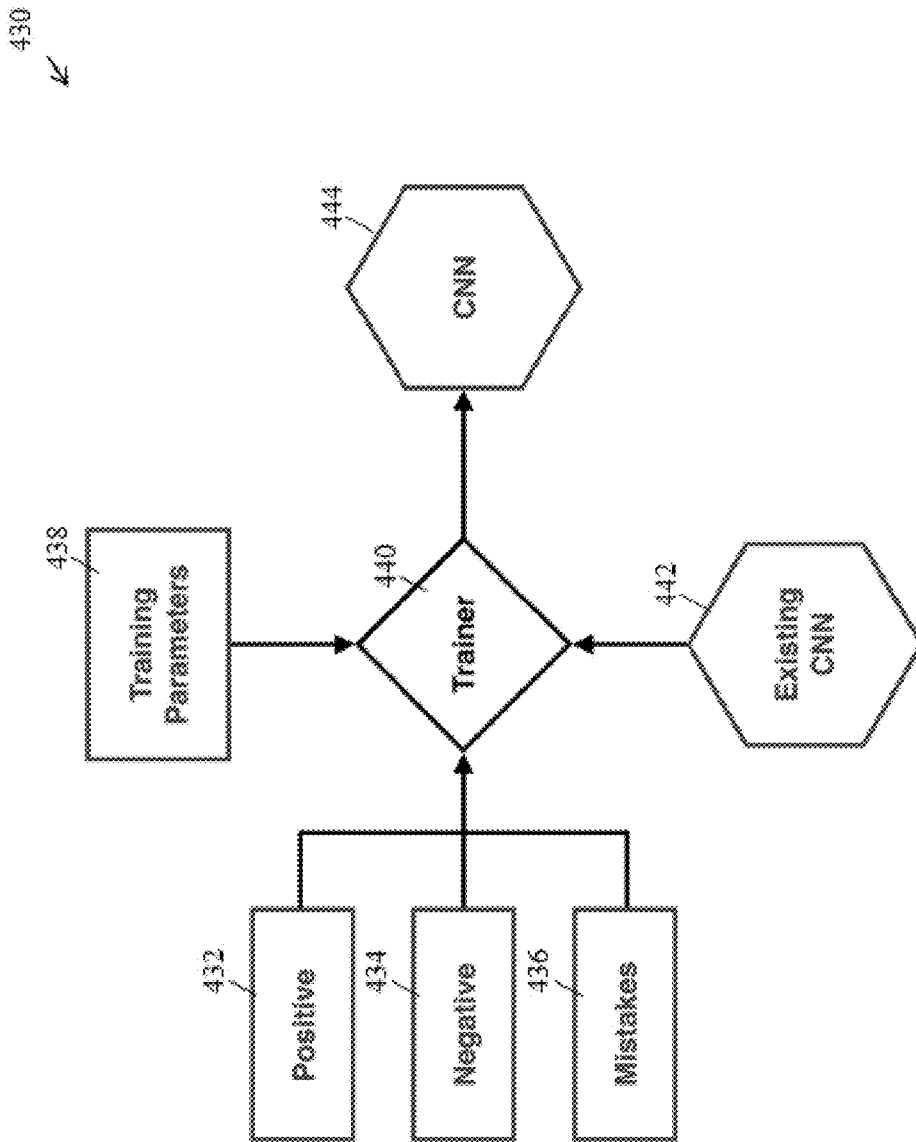 430
438
Training
Parameters
432
Positive
440
Trainer
444
CNN
434
Negative
436
Mistakes
442
Existing
CNN